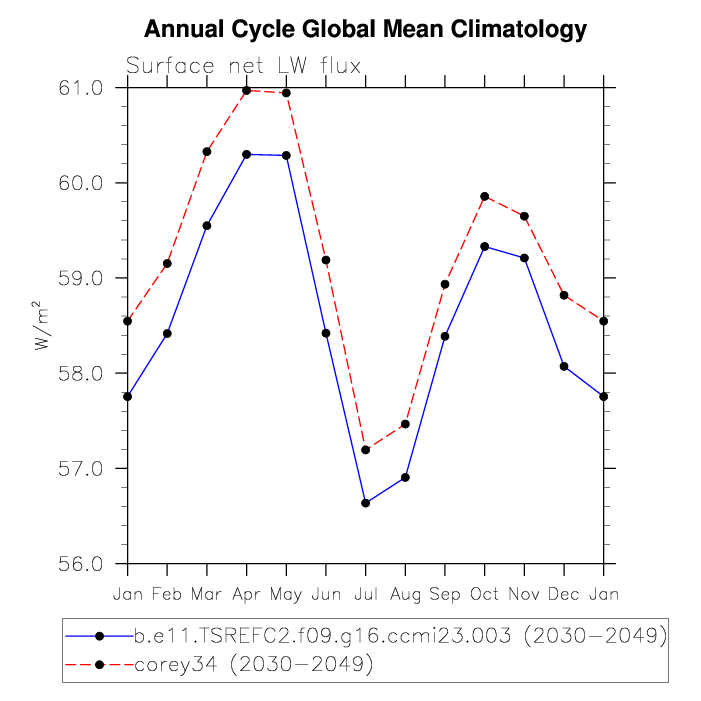 Annual Cycle Global Mean Climatology
Surface net LW flux
61.0
60.0
59.0
58.0
57.0
56.0
W/m²
Jan Feb Mar Apr May Jun Jul Aug Sep Oct Nov Dec Jan
b.e11.TSREFC2.f09.g16.ccmi23.003 (2030-2049)
corey34 (2030-2049)